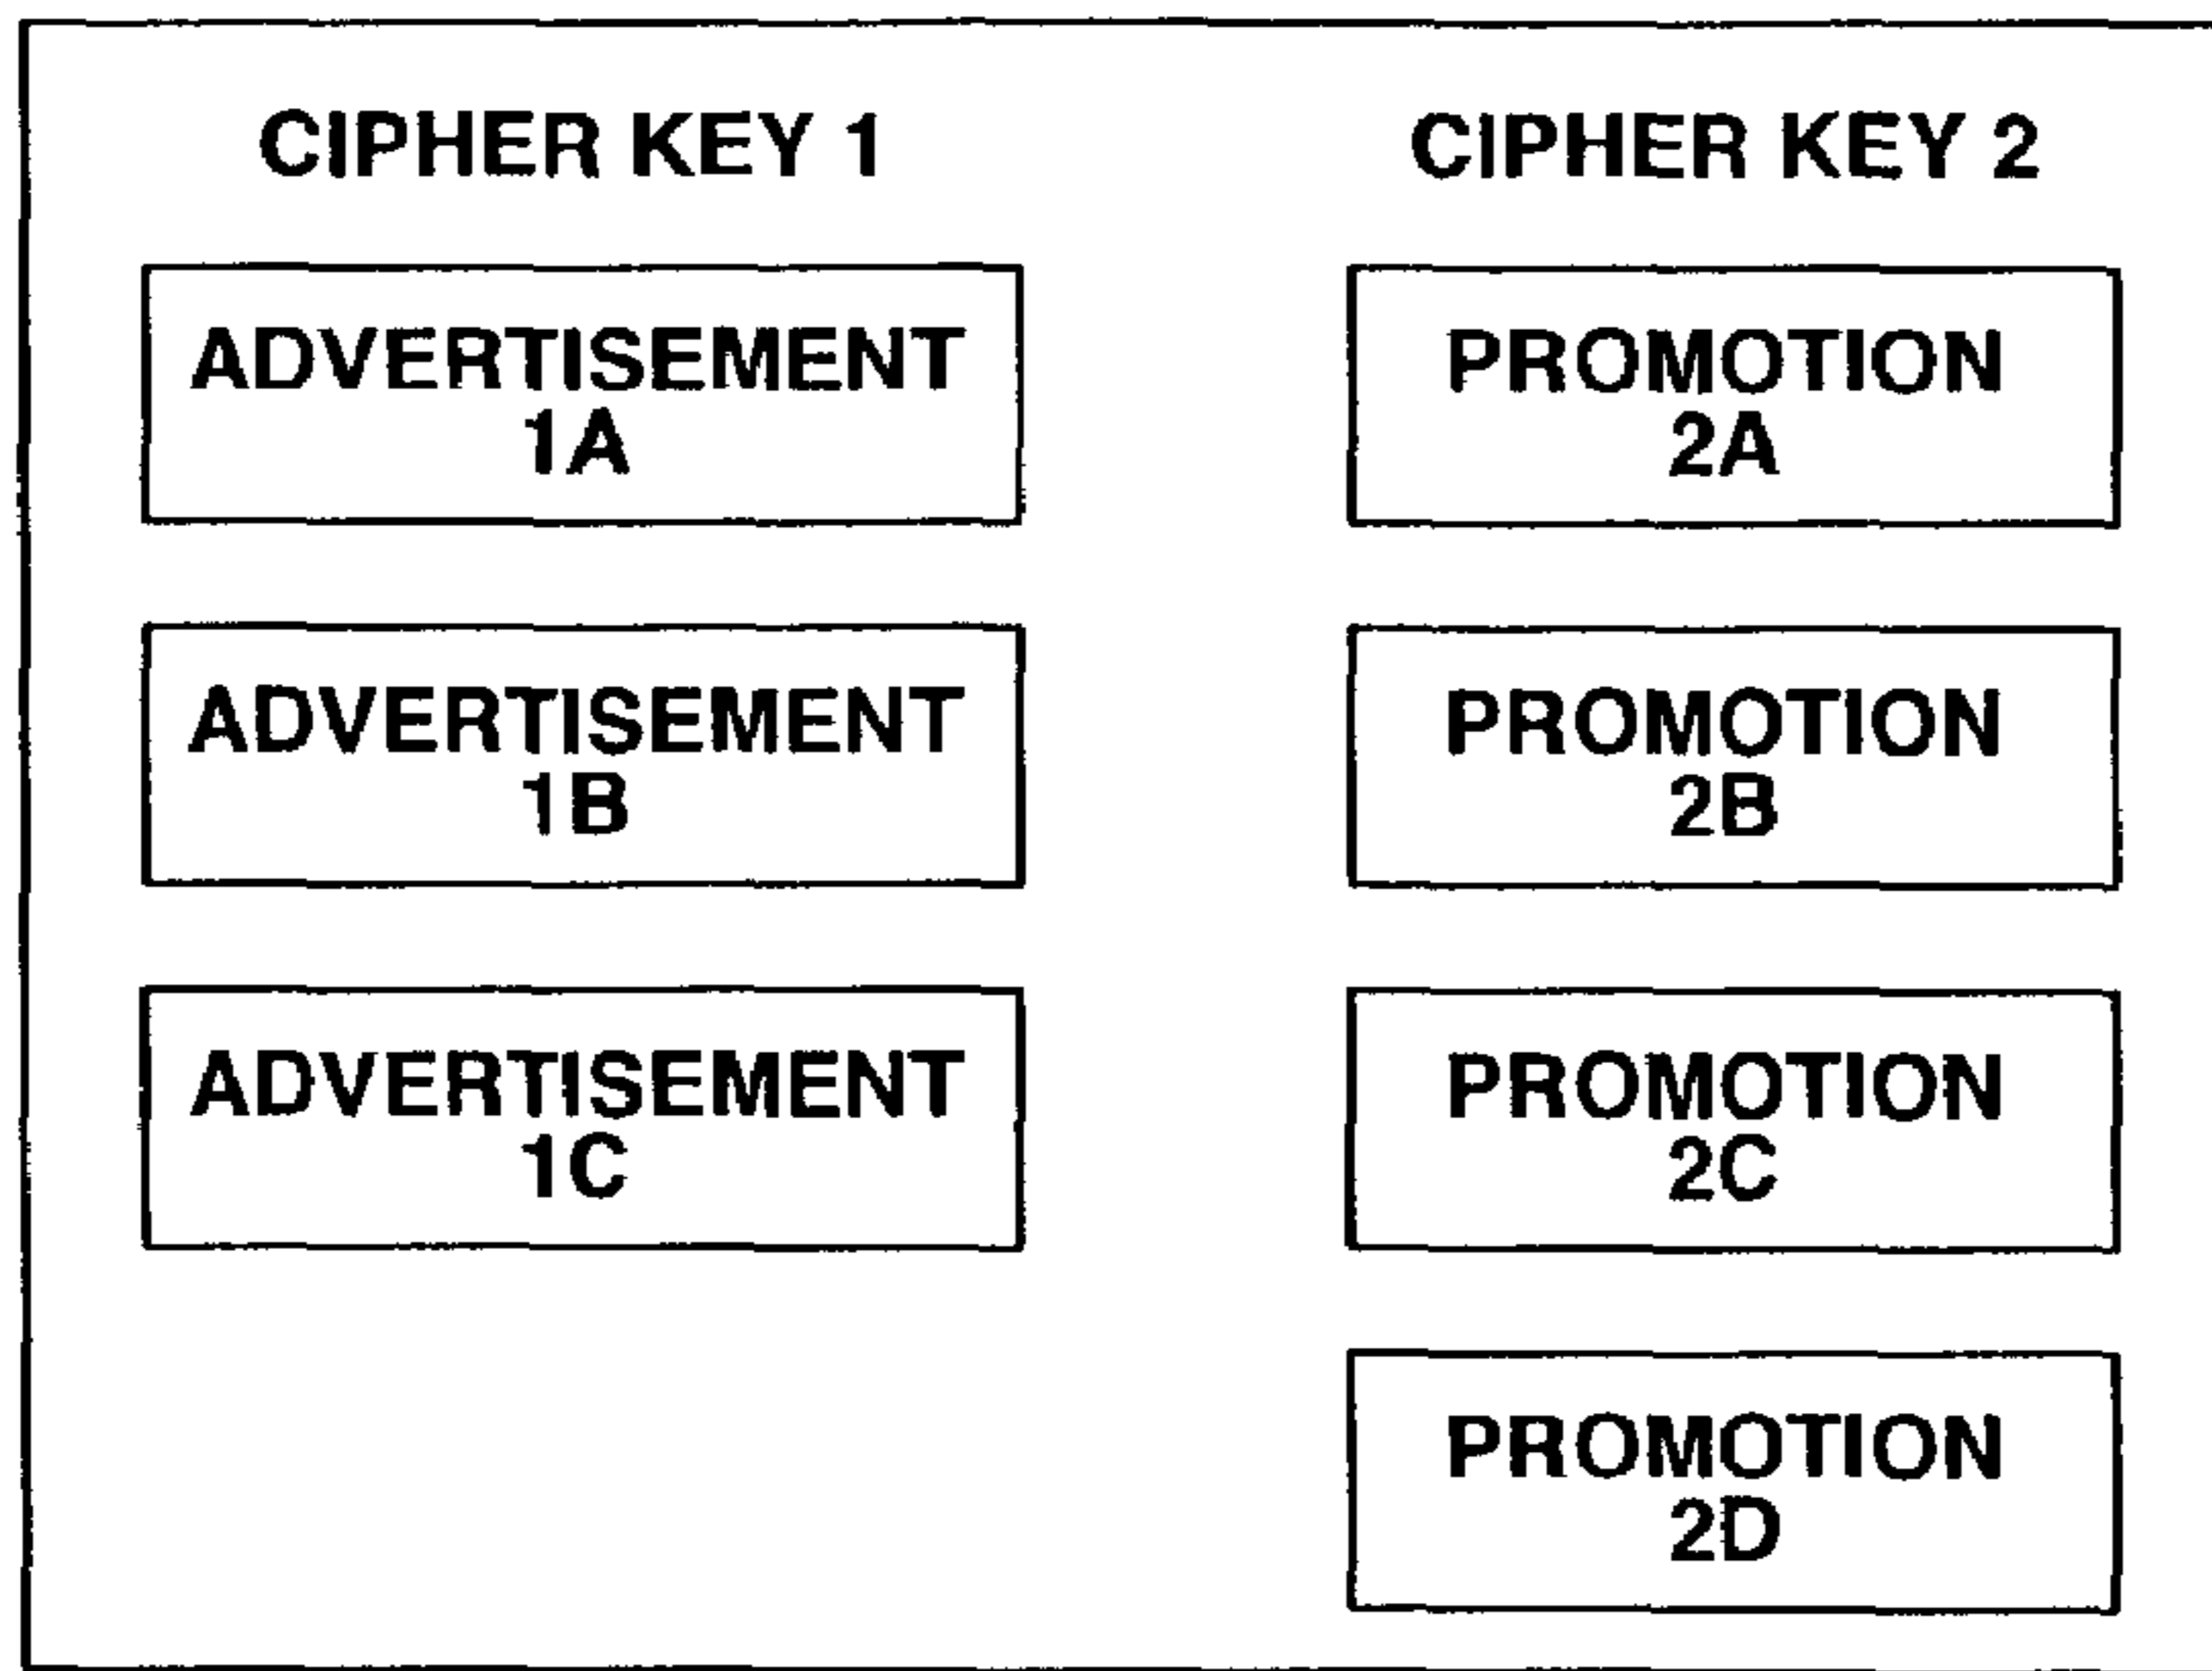 CIPHER KEY 1
ADVERTISEMENT
1A
ADVERTISEMENT
1B
ADVERTISEMENT
1C
CIPHER KEY 2
PROMOTION
2A
PROMOTION
2B
PROMOTION
2C
PROMOTION
2D